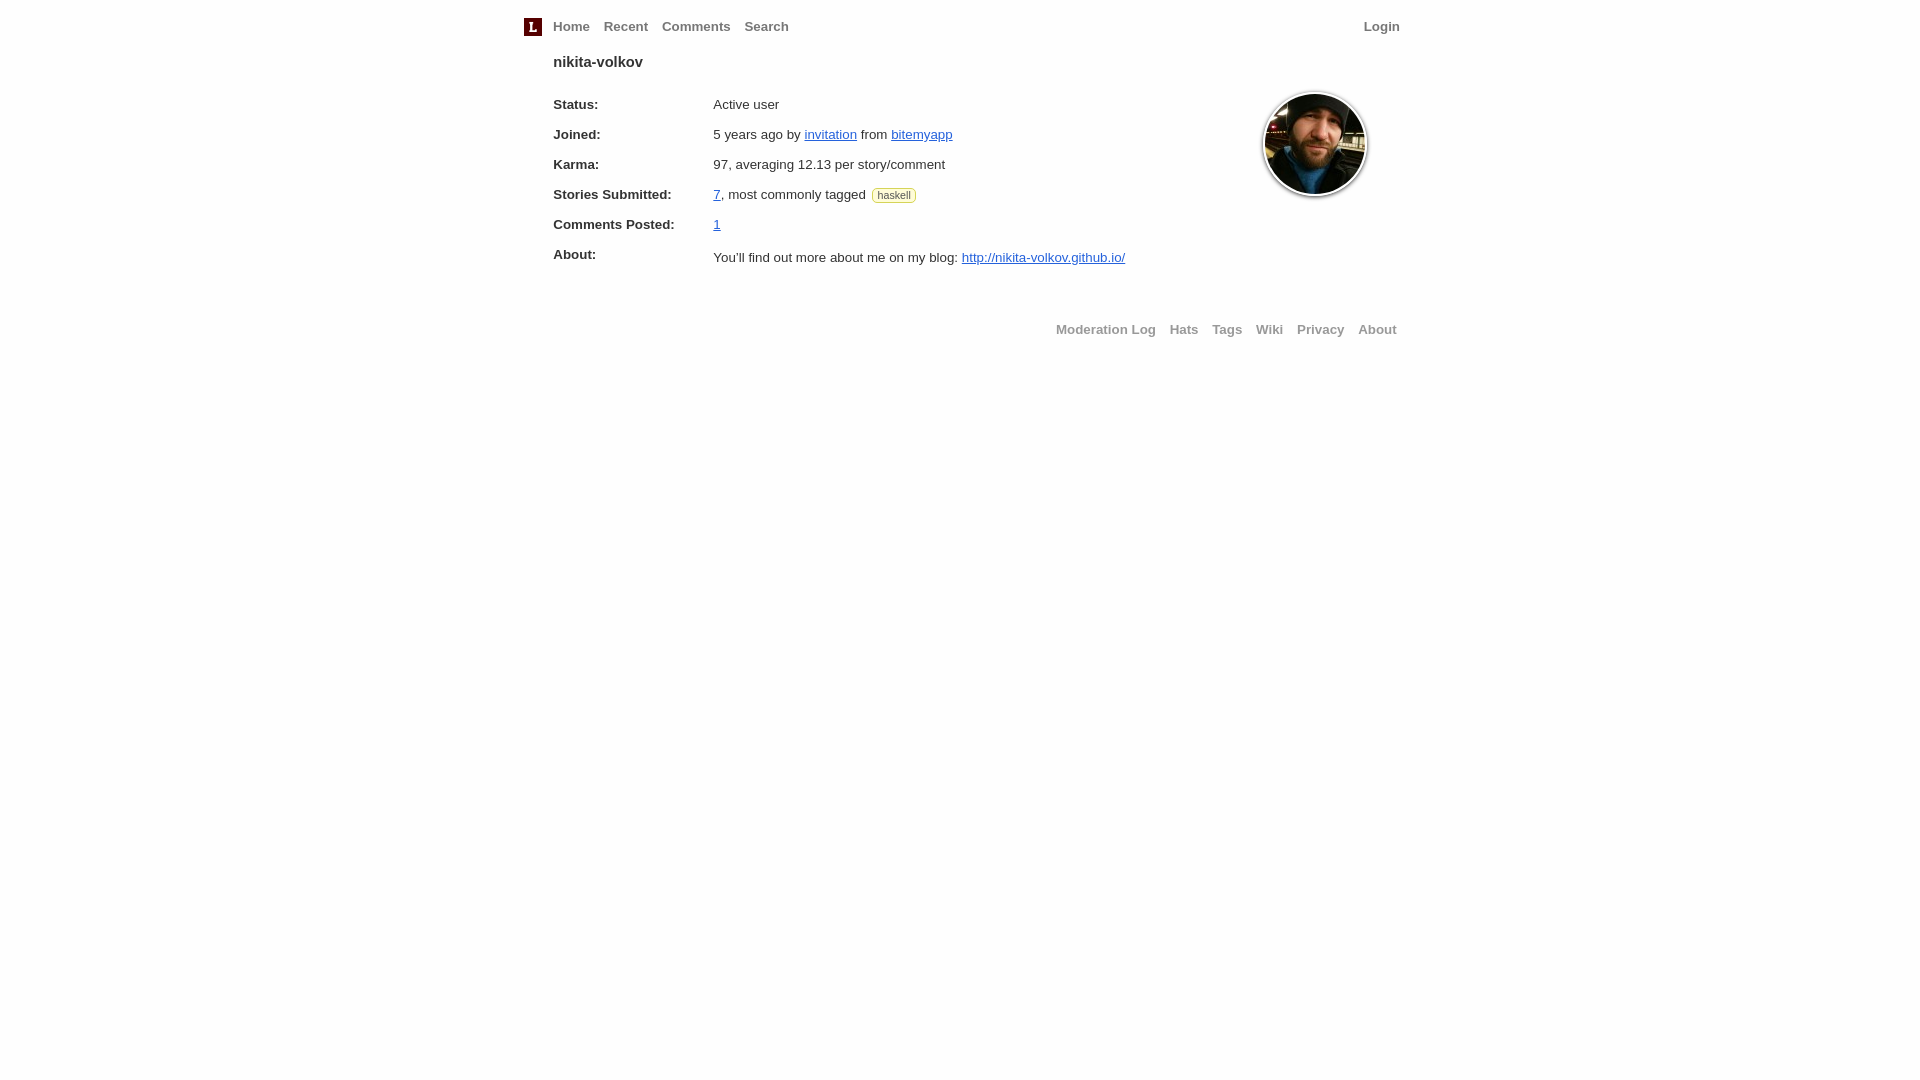 L Home Recent Comments Search Login
nikita-volkov
Status: Active user
Joined: 5 years ago by invitation from bitemyapp
Karma: 97, averaging 12.13 per story/comment
Stories Submitted: 7, most commonly tagged haskell
Comments Posted: 1
About: You’ll find out more about me on my blog: http://nikita-volkov.github.io/
Moderation Log Hats Tags Wiki Privacy About